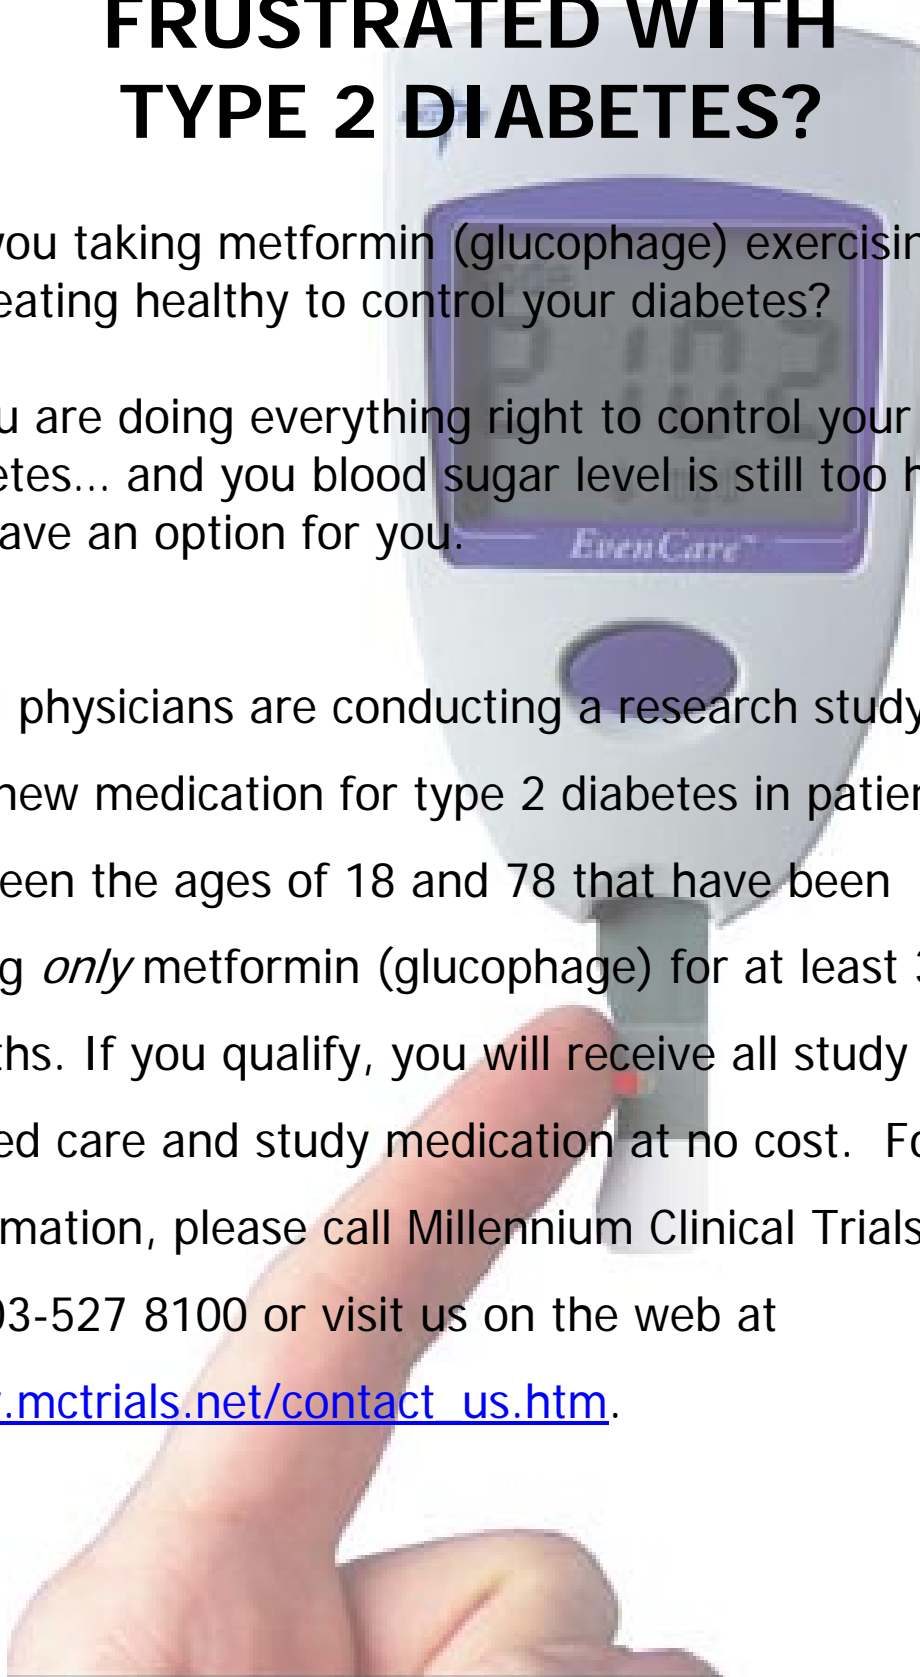 FRUSTRATED WITH
TYPE 2 DIABETES?
you taking metformin (glucophage) exercisin
eating healthy to control your diabetes?
u are doing everything right to control your
etes... and you blood sugar level is still too h
ave an option for you.
EvenCare™
physicians are conducting a research study
new medication for type 2 diabetes in patien
een the ages of 18 and 78 that have been
g only metformin (glucophage) for at least 3
ths. If you qualify, you will receive all study
ed care and study medication at no cost. Fo
rmation, please call Millennium Clinical Trials
03-527 8100 or visit us on the web at
.mctrials.net/contact_us.htm.